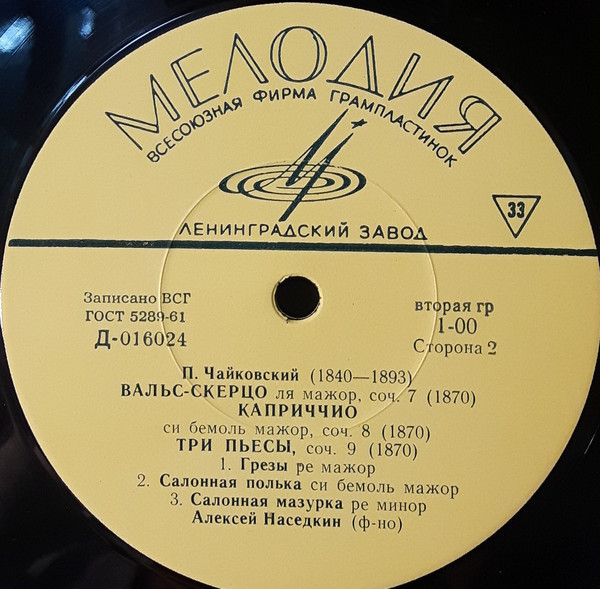 МЕЛОДИЯ
ВСЕСОЮЗНАЯ ФИРМА ГРАМПЛАСТИНОК
ЛЕНИНГРАДСКИЙ ЗАВОД
33
Записано ВСГ
ГОСТ 5289-61
Д-016024
вторая гр
1-00
Сторона 2
П. Чайковский (1840—1893)
ВАЛЬС-СКЕРЦО ля мажор, соч. 7 (1870)
КАПРИЧЧИО
си бемоль мажор, соч. 8 (1870)
ТРИ ПЬЕСЫ, соч. 9 (1870)
1. Грезы ре мажор
2. Салонная полька си бемоль мажор
3. Салонная мазурка ре минор
Алексей Наседкин (ф-но)